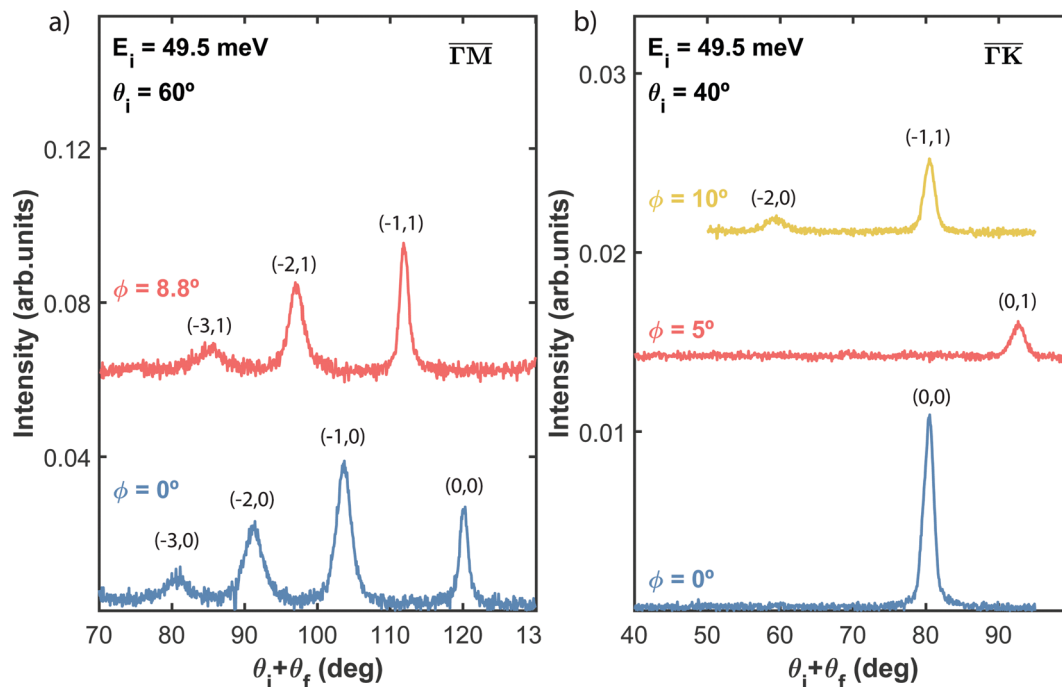 a)
E_i = 49.5 meV
θ_i = 60º
ΓM
0.12
0.08
0.04
Intensity (arb.units)
ϕ = 8.8º
(-3,1)
(-2,1)
(-1,1)
ϕ = 0º
(-3,0)
(-2,0)
(-1,0)
(0,0)
70 80 90 100 110 120 13
θ_i+θ_f (deg)
b)
E_i = 49.5 meV
θ_i = 40º
ΓK
0.03
0.02
0.01
Intensity (arb.units)
ϕ = 10º
(-2,0)
(-1,1)
ϕ = 5º
(0,1)
ϕ = 0º
(0,0)
40 50 60 70 80 90
θ_i+θ_f (deg)